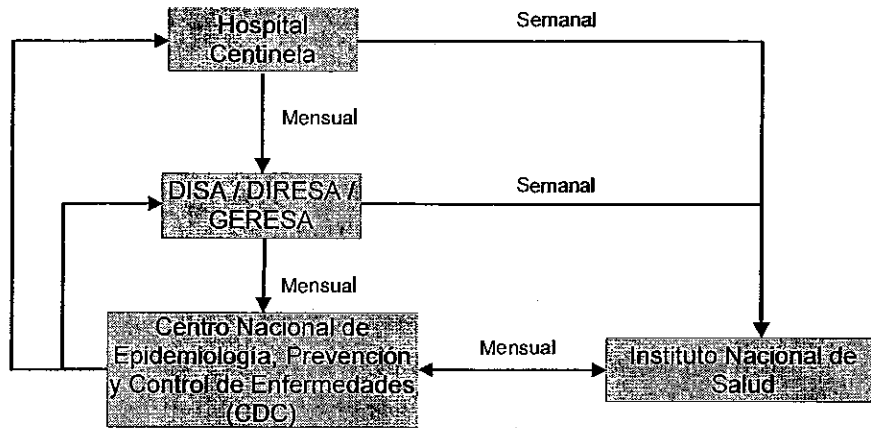 Hospital
Centinela
Semanal
Mensual
DISA / DIRESA /
GERESA
Semanal
Mensual
Centro Nacional de
Epidemiología, Prevención
y Control de Enfermedades
(CDC)
Mensual
Instituto Nacional de
Salud